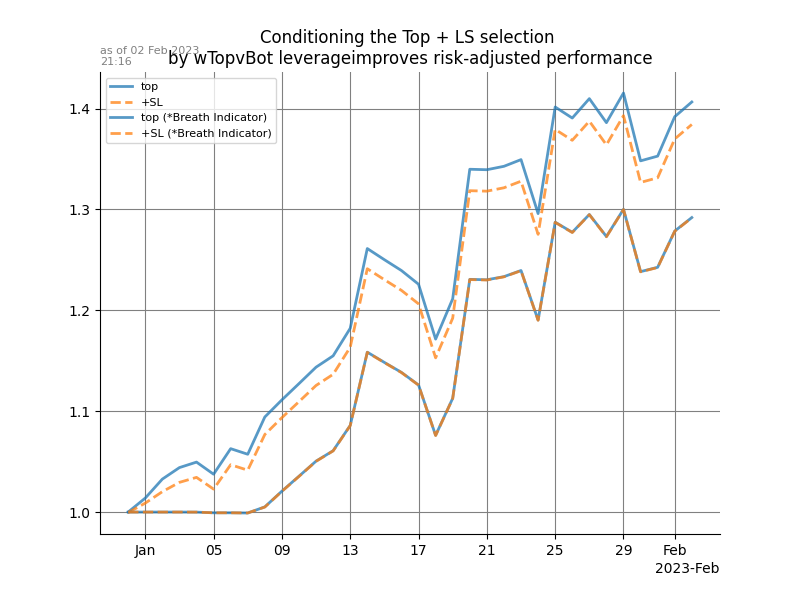 Conditioning the Top + LS selection
by wTopvBot leverageimproves risk-adjusted performance
as of 02 Feb 2023
21:16
top
+SL
top (*Breath Indicator)
+SL (*Breath Indicator)
1.4
1.3
1.2
1.1
1.0
Jan 05 09 13 17 21 25 29 Feb
2023-Feb